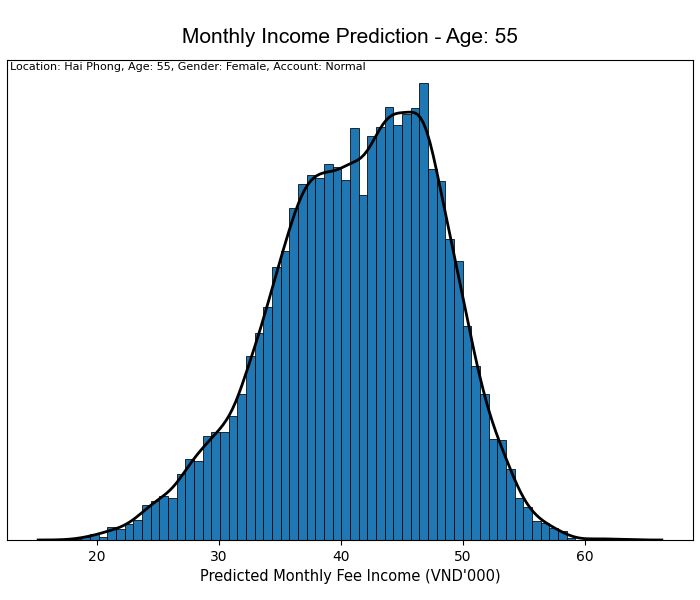 Monthly Income Prediction - Age: 55
Location: Hai Phong, Age: 55, Gender: Female, Account: Normal
20 30 40 50 60
Predicted Monthly Fee Income (VND'000)